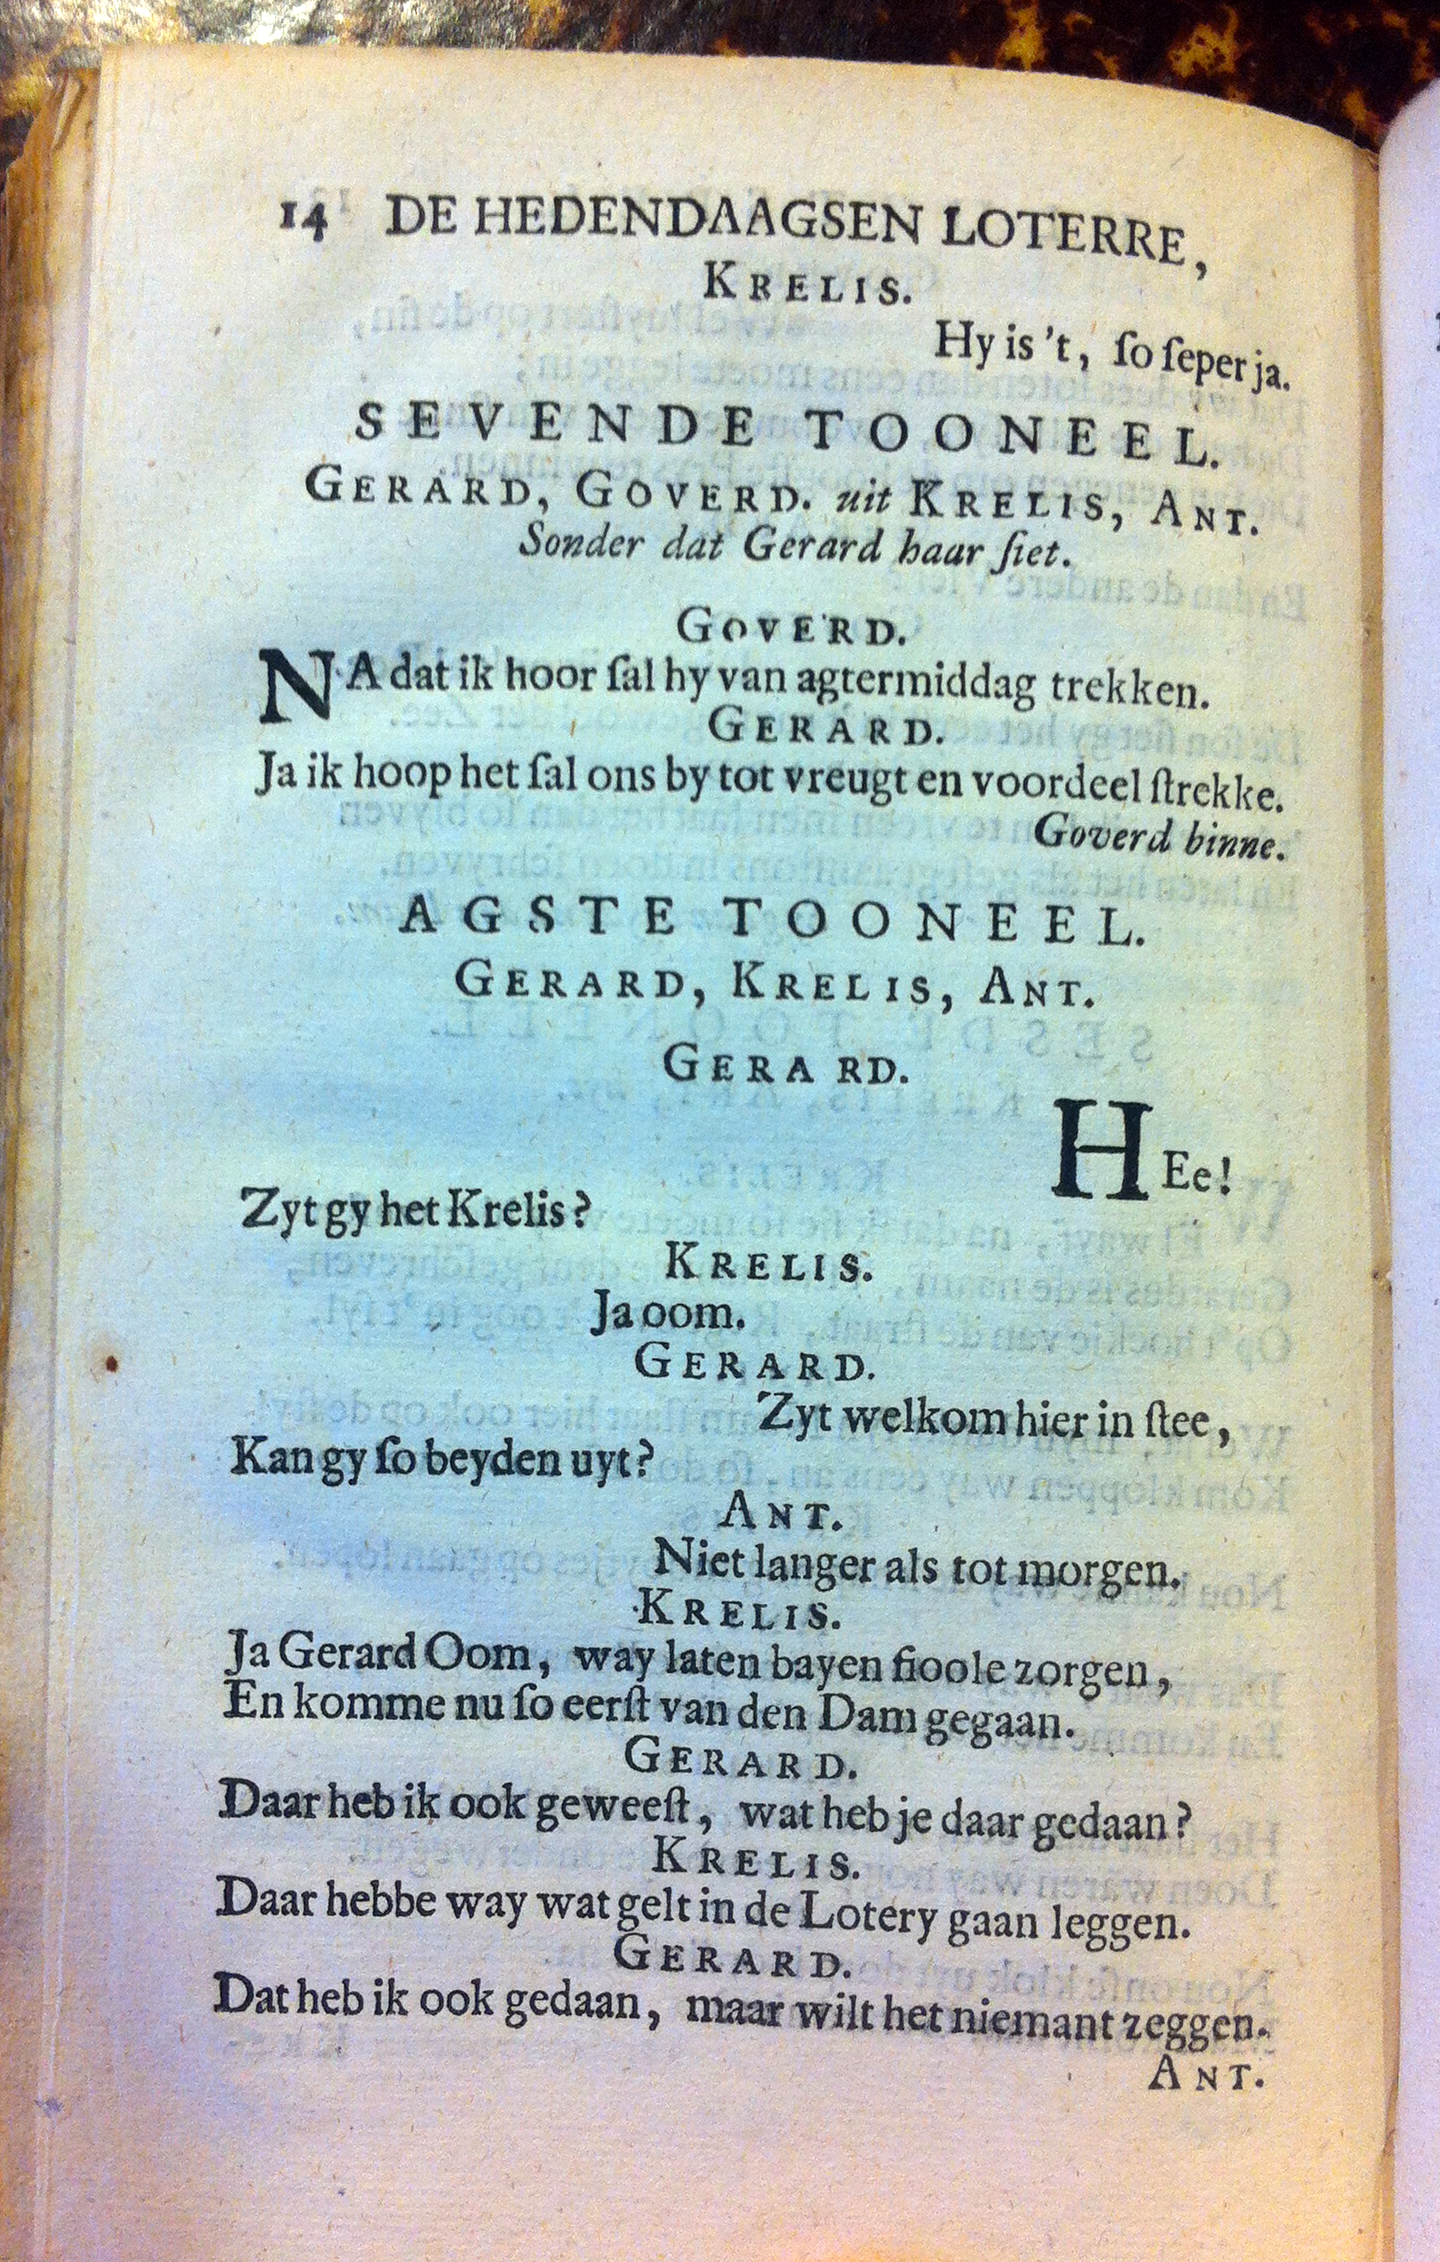 14 DE HEDENDAAGSEN LOTERRE,
KRELIS.
Hy is 't, ſo ſeper ja.
SEVENDE TOONEEL.
GERARD, GOVERD. uit KRELIS, ANT.
Sonder dat Gerard haar ſiet.
GOVERD.
NA dat ik hoor ſal hy van agtermiddag trekken.
GERARD.
Ja ik hoop het ſal ons by tot vreugt en voordeel ſtrekke.
Goverd binne.
AGSTE TOONEEL.
GERARD, KRELIS, ANT.
GERARD.
HEe!
Zyt gy het Krelis?
KRELIS.
Ja oom.
GERARD.
Zyt welkom hier in ſtee,
Kan gy ſo beyden uyt?
ANT.
Niet langer als tot morgen.
KRELIS.
Ja Gerard Oom, way laten bayen fioole zorgen,
En komme nu ſo eerſt van den Dam gegaan.
GERARD.
Daar heb ik ook geweeſt, wat heb je daar gedaan?
KRELIS.
Daar hebbe way wat gelt in de Lotery gaan leggen.
GERARD.
Dat heb ik ook gedaan, maar wilt het niemant zeggen.
ANT.